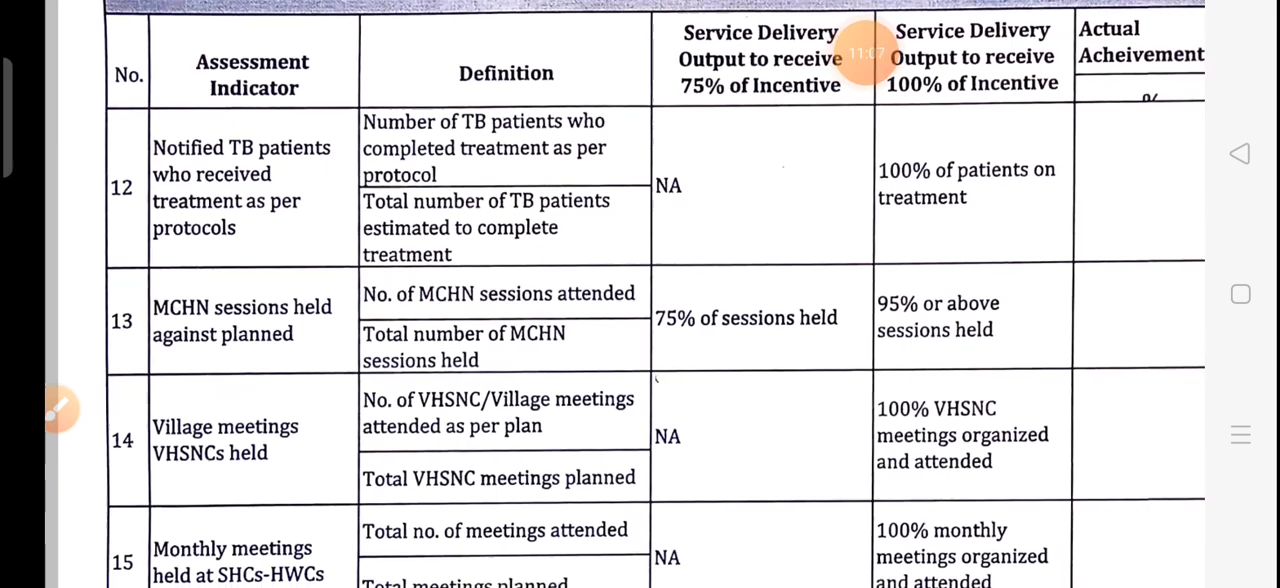 No.
Assessment
Indicator
Definition
Service Delivery
Output to receive
75% of Incentive
11:07
Service Delivery
Output to receive
100% of Incentive
Actual
Acheivement
12
Notified TB patients
who received
treatment as per
protocols
Number of TB patients who
completed treatment as per
protocol
Total number of TB patients
estimated to complete
treatment
NA
100% of patients on
treatment
13
MCHN sessions held
against planned
No. of MCHN sessions attended
Total number of MCHN
sessions held
75% of sessions held
95% or above
sessions held
14
Village meetings
VHSNCs held
No. of VHSNC/Village meetings
attended as per plan
Total VHSNC meetings planned
NA
100% VHSNC
meetings organized
and attended
15
Monthly meetings
held at SHCs-HWCs
Total no. of meetings attended
Total meetings planned
NA
100% monthly
meetings organized
and attended